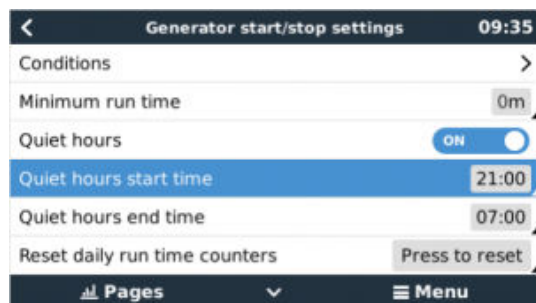 Generator start/stop settings 09:35
Conditions
Minimum run time 0m
Quiet hours ON
Quiet hours start time 21:00
Quiet hours end time 07:00
Reset daily run time counters Press to reset
Pages Menu